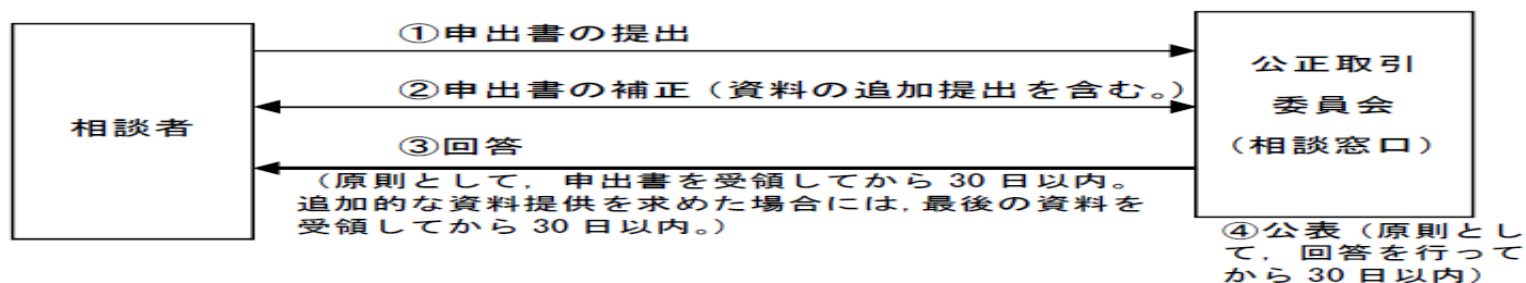 ①申出書の提出
②申出書の補正（資料の追加提出を含む。）
相談者
③回答
（原則として，申出書を受領してから 30 日以内。
追加的な資料提供を求めた場合には，最後の資料を
受領してから 30 日以内。）
公正取引
委員会
（相談窓口）
④公表（原則とし
て，回答を行って
から 30 日以内）